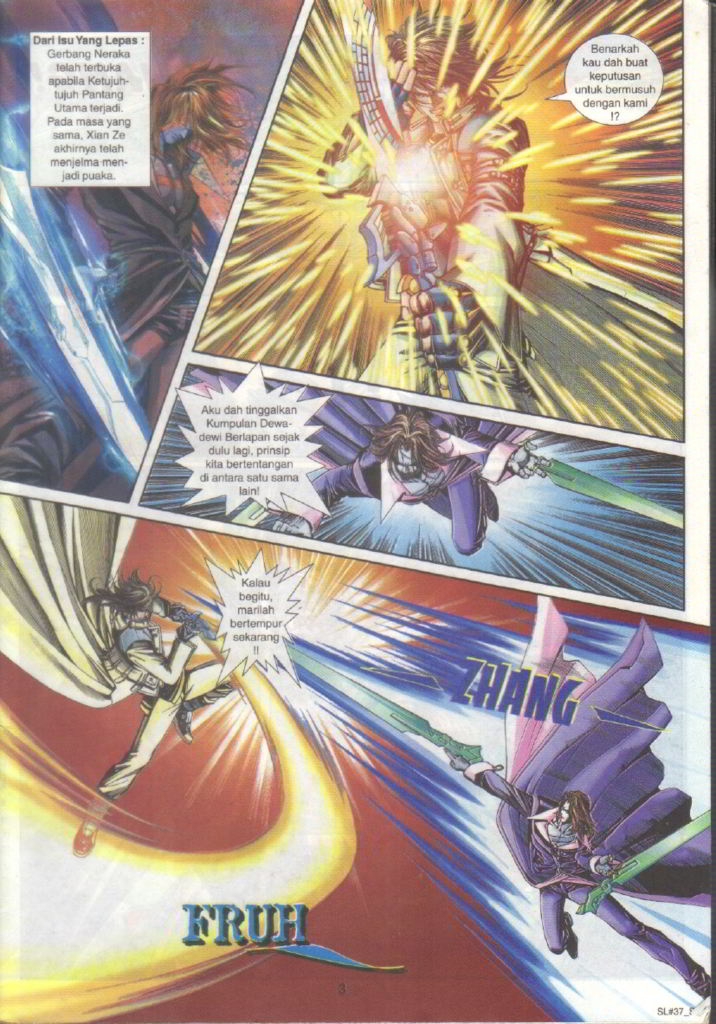 Dari Isu Yang Lepas :
Gerbang Neraka
telah terbuka
apabila Ketujuh-
tujuh Pantang
Utama terjadi.
Pada masa yang
sama, Xian Ze
akhirnya telah
menjelma men-
jadi puaka.
Benarkah
kau dah buat
keputusan
untuk bermusuh
dengan kami
!?
Aku dah tinggalkan
Kumpulan Dewa-
dewi Berlapan sejak
dulu lagi, prinsip
kita bertentangan
di antara satu sama
lain!
Kalau
begitu,
marilah
bertempur
sekarang
!!
ZHANG
FRUH
3